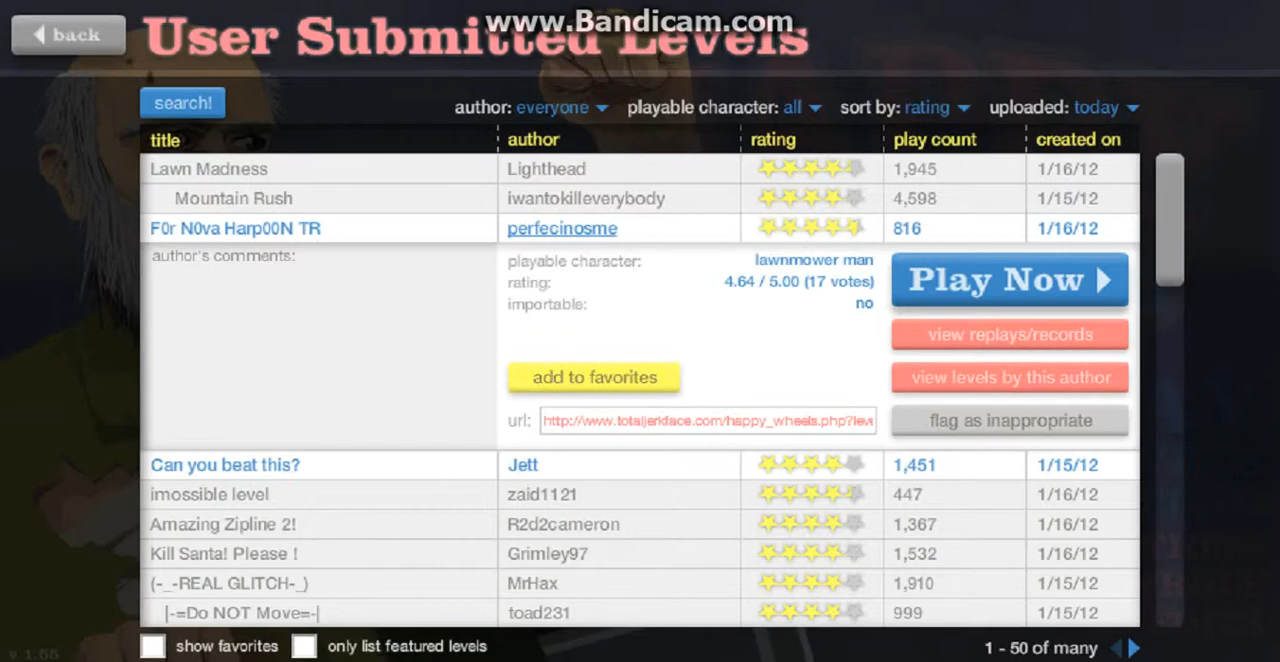 www.Bandicam.com
back
User Submitted Levels
search!
author: everyone playable character: all sort by: rating uploaded: today
title author rating play count created on
Lawn Madness Lighthead 1,945 1/16/12
Mountain Rush iwantokilleverybody 4,598 1/15/12
F0r N0va Harp00N TR perfecinosme 816 1/16/12
author's comments:
playable character: lawnmower man
rating: 4.64 / 5.00 (17 votes)
importable: no
add to favorites
url: http://www.totaljerkface.com/happy_wheels.php?leve
Play Now
view replays/records
view levels by this author
flag as inappropriate
Can you beat this? Jett 1,451 1/15/12
imossible level zaid1121 447 1/16/12
Amazing Zipline 2! R2d2cameron 1,367 1/16/12
Kill Santa! Please ! Grimley97 1,532 1/16/12
(-_-REAL GLITCH-_) MrHax 1,910 1/15/12
|-=Do NOT Move=-| toad231 999 1/15/12
show favorites only list featured levels 1 - 50 of many
v 1.55